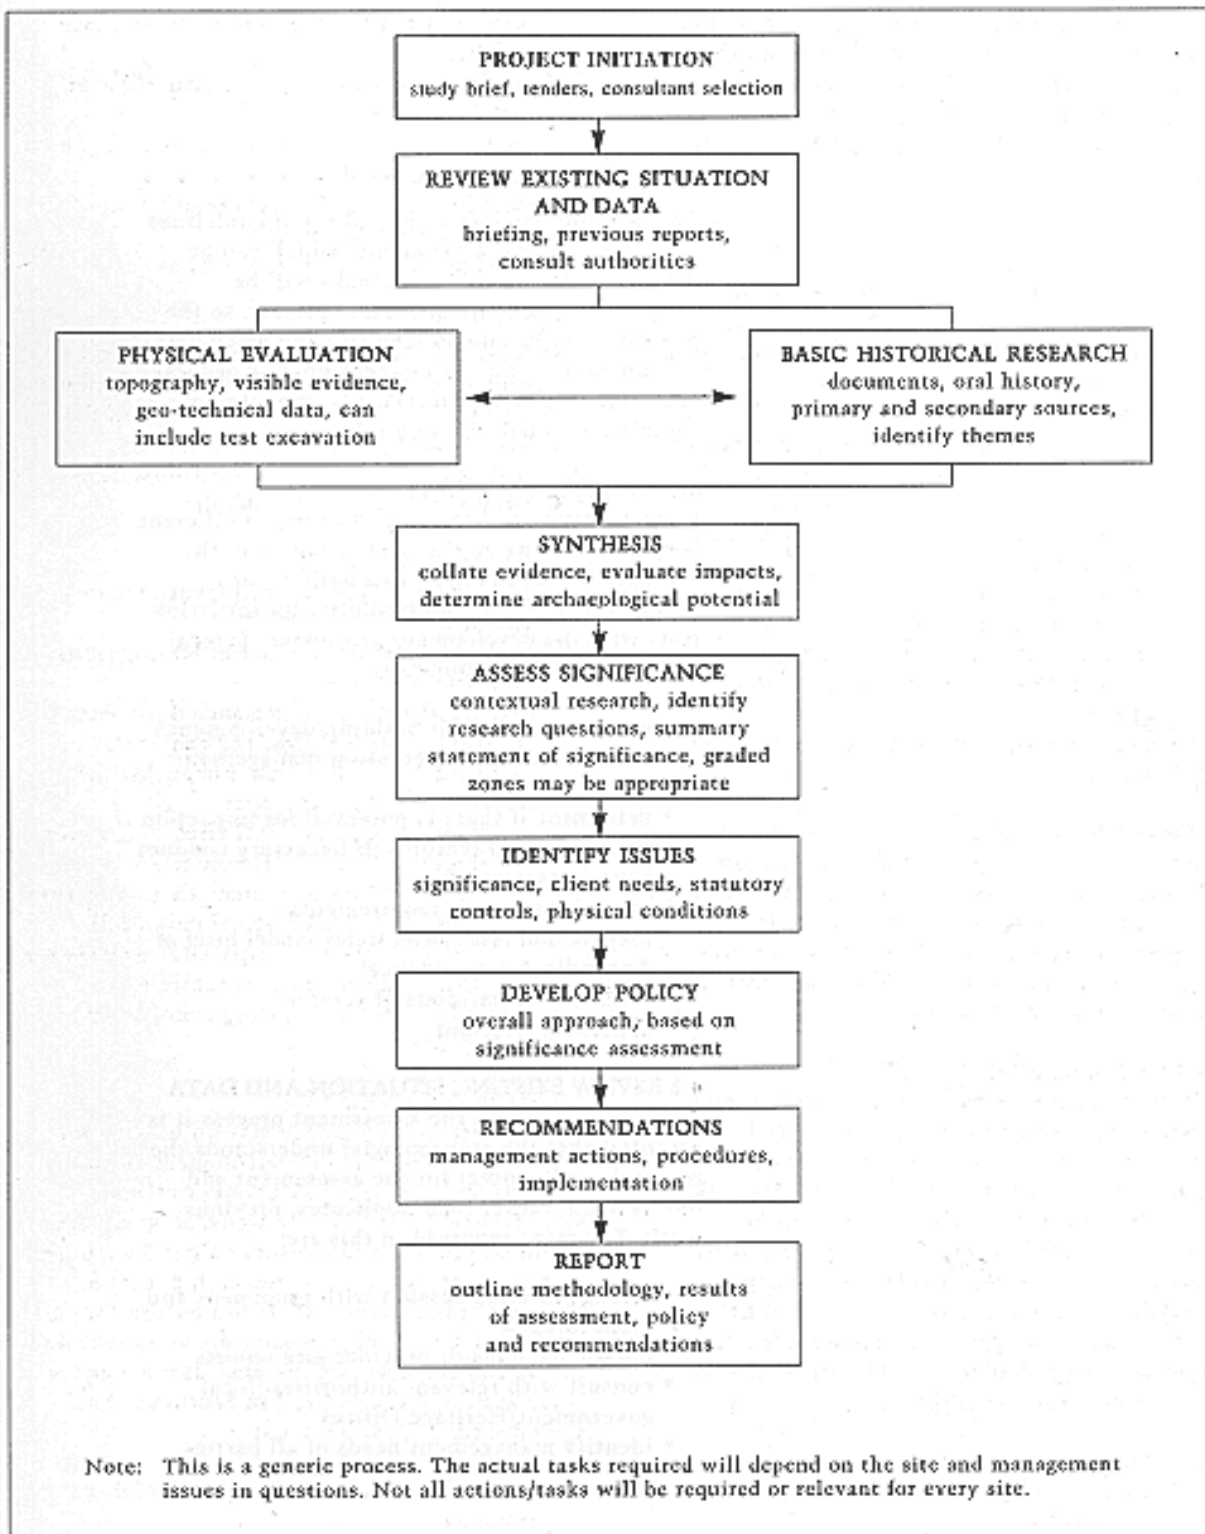 PROJECT INITIATION
study brief, tenders, consultant selection
REVIEW EXISTING SITUATION
AND DATA
briefing, previous reports,
consult authorities
PHYSICAL EVALUATION
topography, visible evidence,
geo-technical data, can
include test excavation
BASIC HISTORICAL RESEARCH
documents, oral history,
primary and secondary sources,
identify themes
SYNTHESIS
collate evidence, evaluate impacts,
determine archaeplogical potential
ASSESS SIGNIFICANCE
contextual research, identify
research questions, summary
statement of significance, graded
zones may be appropriate
IDENTIFY ISSUES
significance, client needs, statutory
controls, physical conditions
DEVELOP POLICY
overall approach, based on
significance assessment
RECOMMENDATIONS
management actions, procedures,
implementation
REPORT
outline methodology, results
of assessment, policy
and recommendations
Note: This is a generic process. The actual tasks required will depend on the site and management
issues in questions. Not all actions/tasks will be required or relevant for every site.